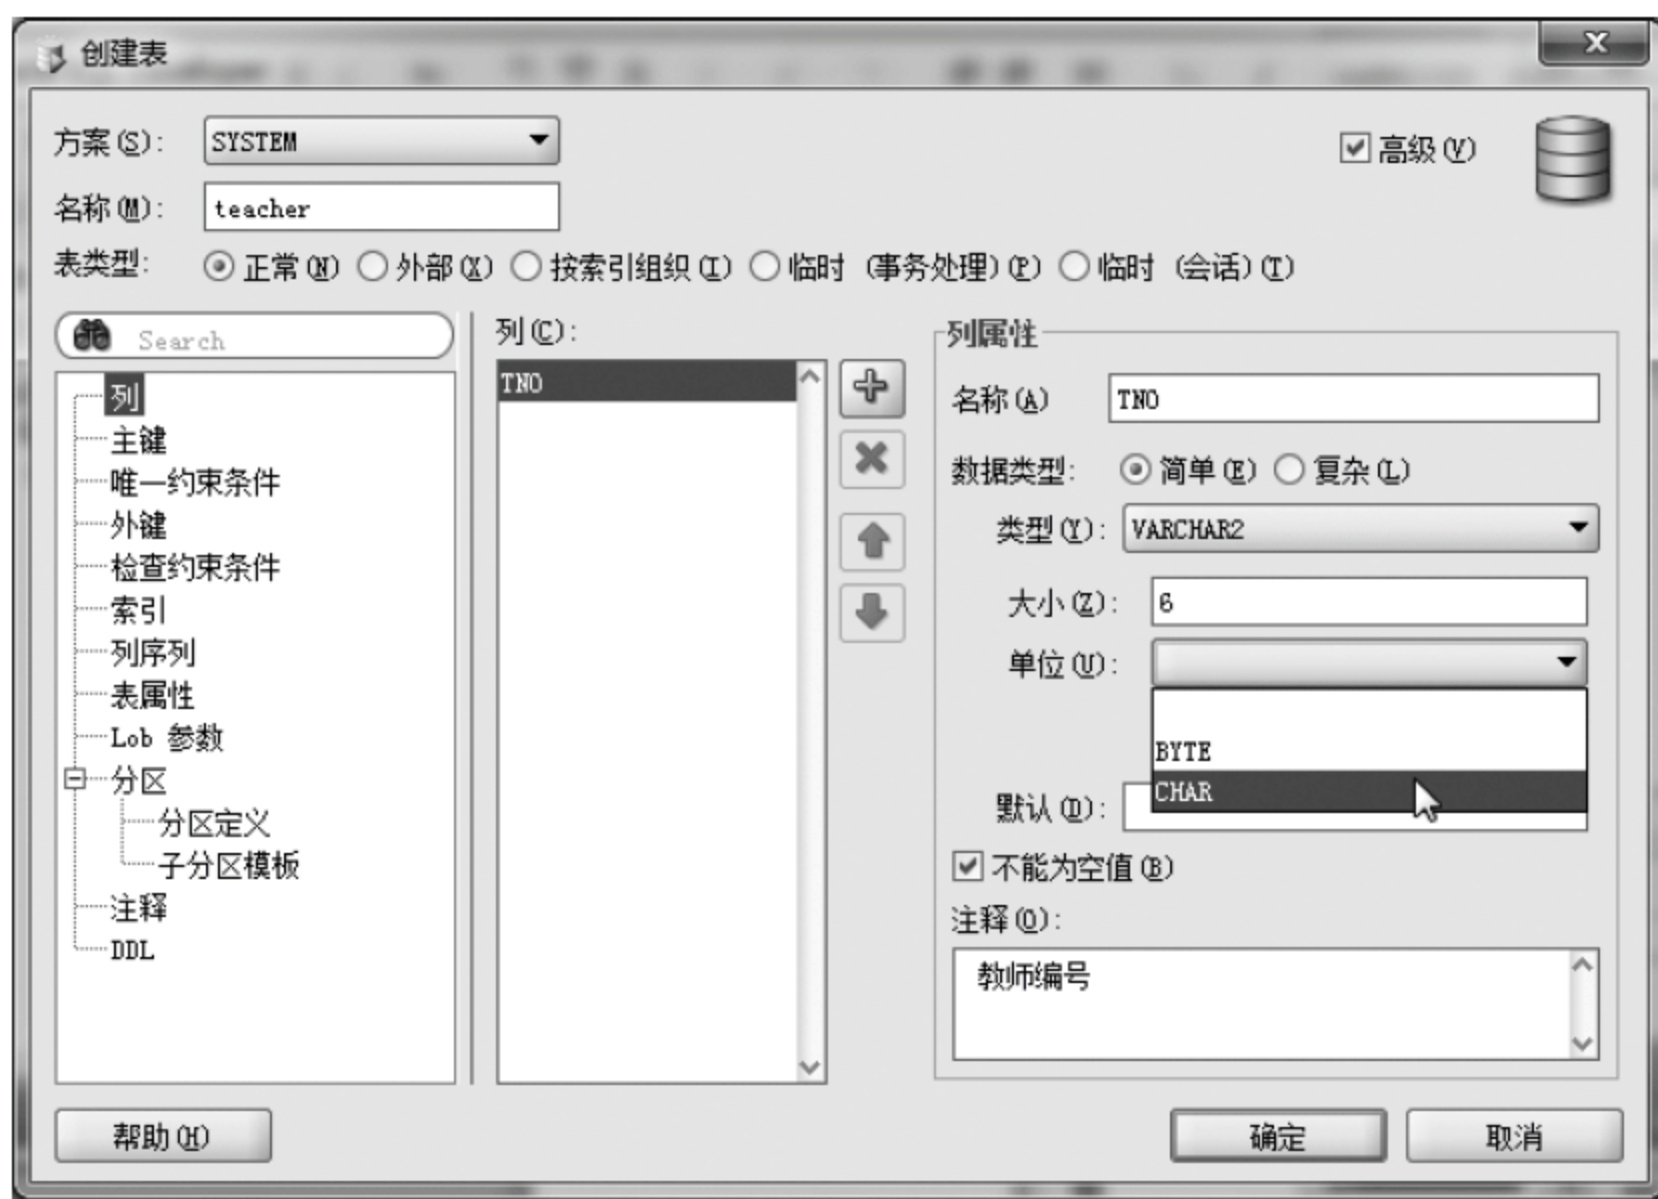 创建表
方案(S): SYSTEM
高级(V)
名称(M): teacher
表类型: 正常(N) 外部(X) 按索引组织(I) 临时 (事务处理)(P) 临时 (会话)(T)
Search
列
主键
唯一约束条件
外键
检查约束条件
索引
列序列
表属性
Lob 参数
分区
分区定义
子分区模板
注释
DDL
列(C):
TNO
列属性
名称(A) TNO
数据类型: 简单(E) 复杂(L)
类型(Y): VARCHAR2
大小(Z): 6
单位(U):
BYTE
CHAR
默认(D):
不能为空值(B)
注释(O):
教师编号
帮助(H)
确定
取消